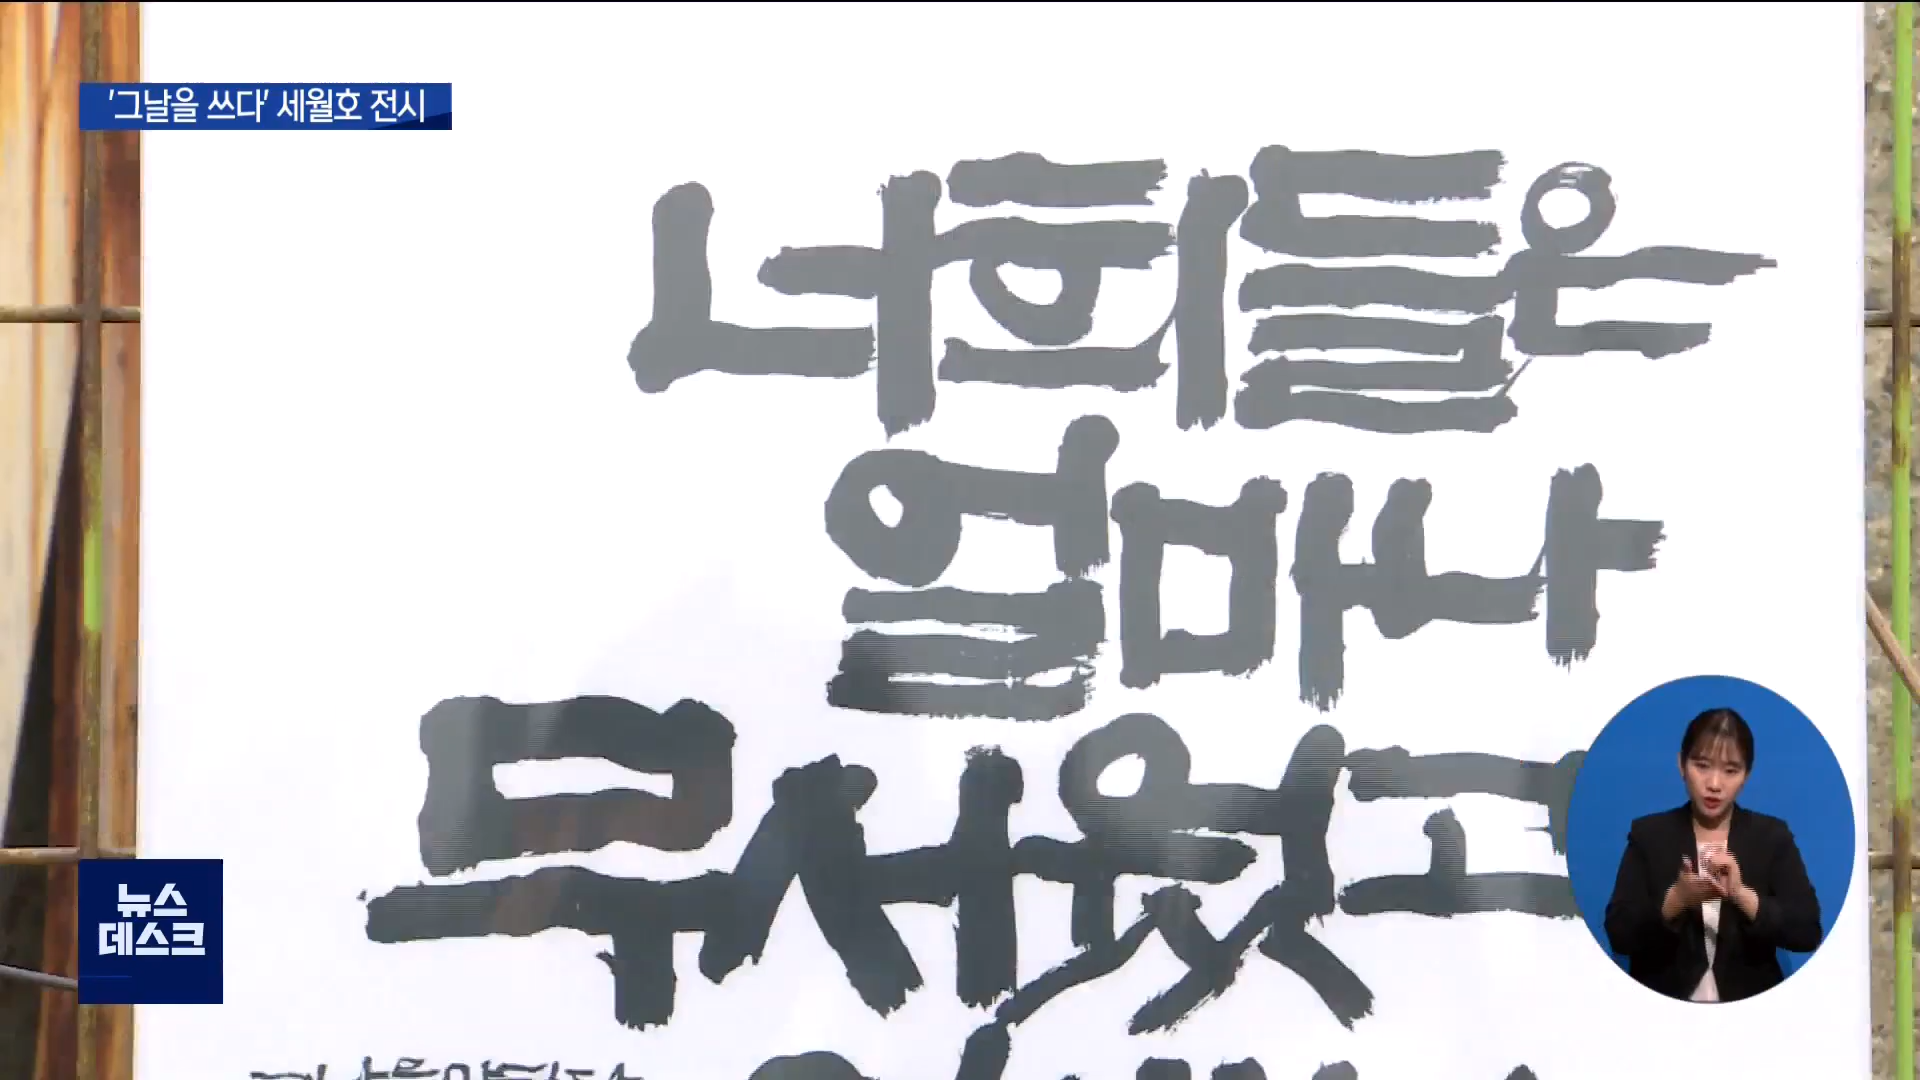 '그날을 쓰다' 세월호 전시
너희들은
얼마나
무서웠고
뉴스
데스크